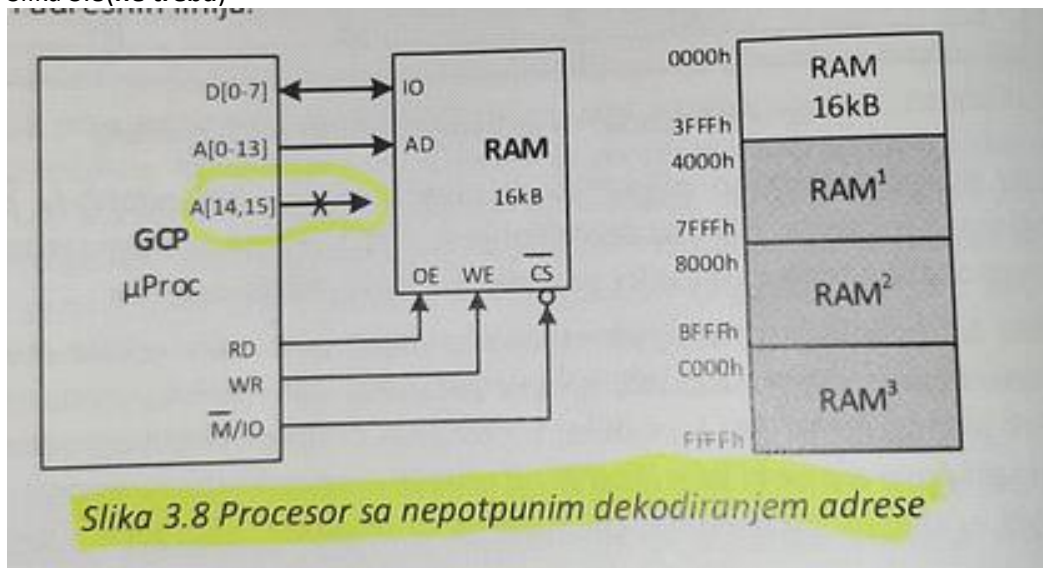 D[0-7]
A[0-13]
A[14,15]
GCP
μProc
RD
WR
M̅/IO
IO
AD
RAM
16kB
OE WE C̅S̅
0000h
3FFFh
4000h
7FFFh
8000h
BFFFh
C000h
FFFFh
RAM
16kB
RAM¹
RAM²
RAM³
Slika 3.8 Procesor sa nepotpunim dekodiranjem adrese